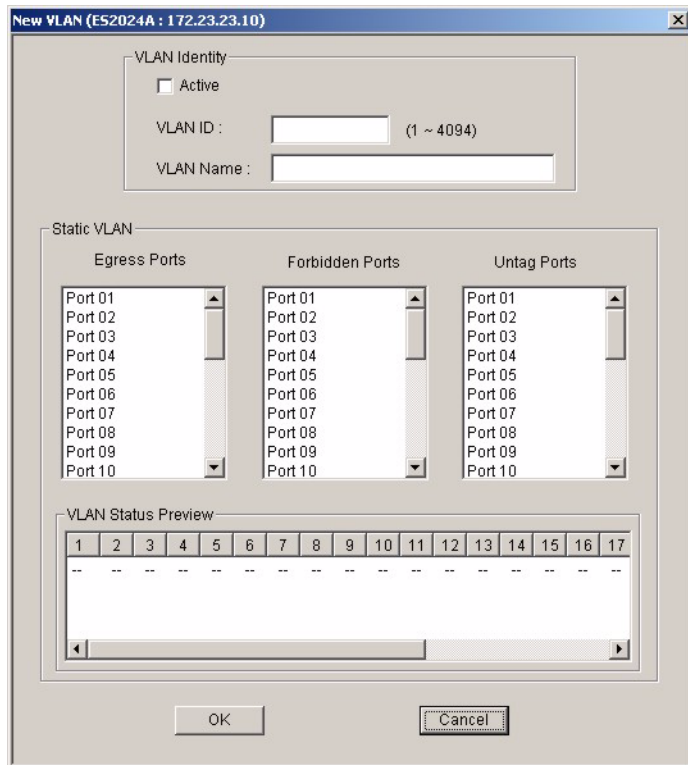 New VLAN (ES2024A : 172.23.23.10)
VLAN Identity
Active
VLAN ID : (1 ~ 4094)
VLAN Name :
Static VLAN
Egress Ports Forbidden Ports Untag Ports
Port 01 Port 01 Port 01
Port 02 Port 02 Port 02
Port 03 Port 03 Port 03
Port 04 Port 04 Port 04
Port 05 Port 05 Port 05
Port 06 Port 06 Port 06
Port 07 Port 07 Port 07
Port 08 Port 08 Port 08
Port 09 Port 09 Port 09
Port 10 Port 10 Port 10
VLAN Status Preview
1 2 3 4 5 6 7 8 9 10 11 12 13 14 15 16 17
-- -- -- -- -- -- -- -- -- -- -- -- -- -- -- -- --
OK Cancel